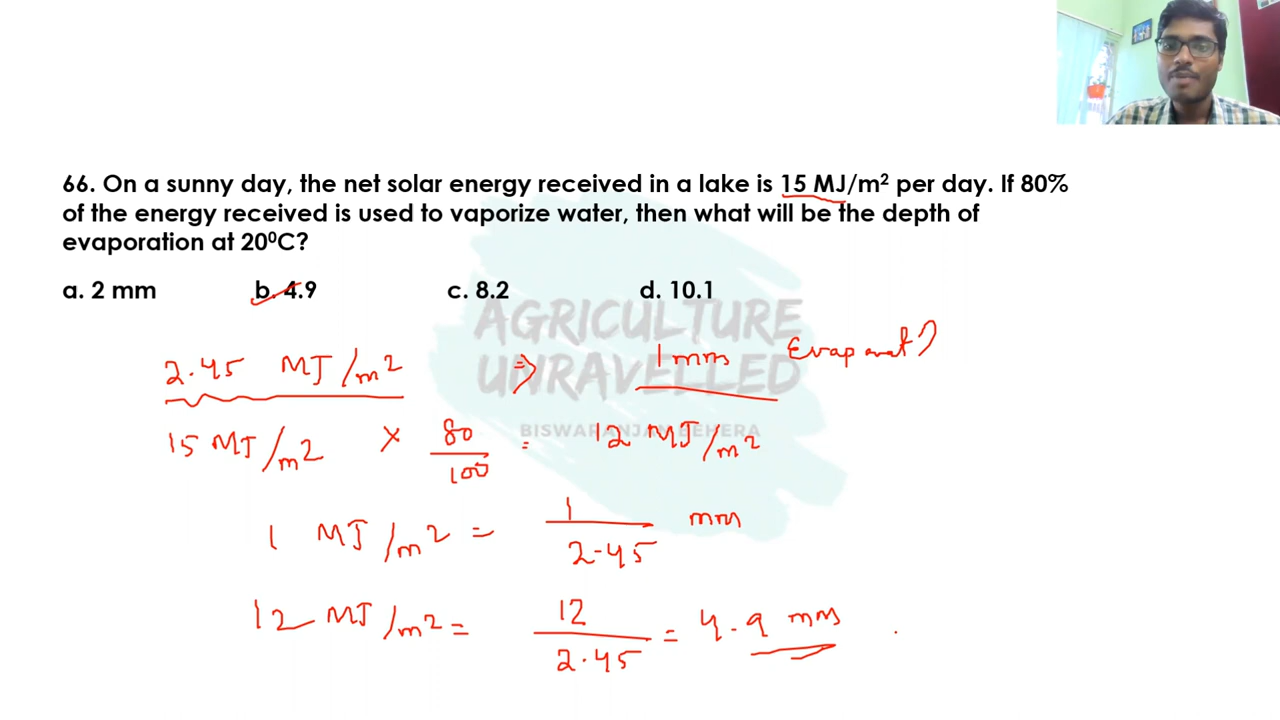 66. On a sunny day, the net solar energy received in a lake is 15 MJ/m² per day. If 80%
of the energy received is used to vaporize water, then what will be the depth of
evaporation at 20⁰C?
a. 2 mm b. 4.9 c. 8.2 d. 10.1
AGRICULTURE
UNRAVELLED
BISWARANJAN BEHERA
2.45 MJ/m² ⇒ 1mm Evaporat?
15 MJ/m² × 80/100 = 12 MJ/m²
1 MJ/m² = 1/2.45 mm
12 MJ/m² = 12/2.45 = 4.9 mm